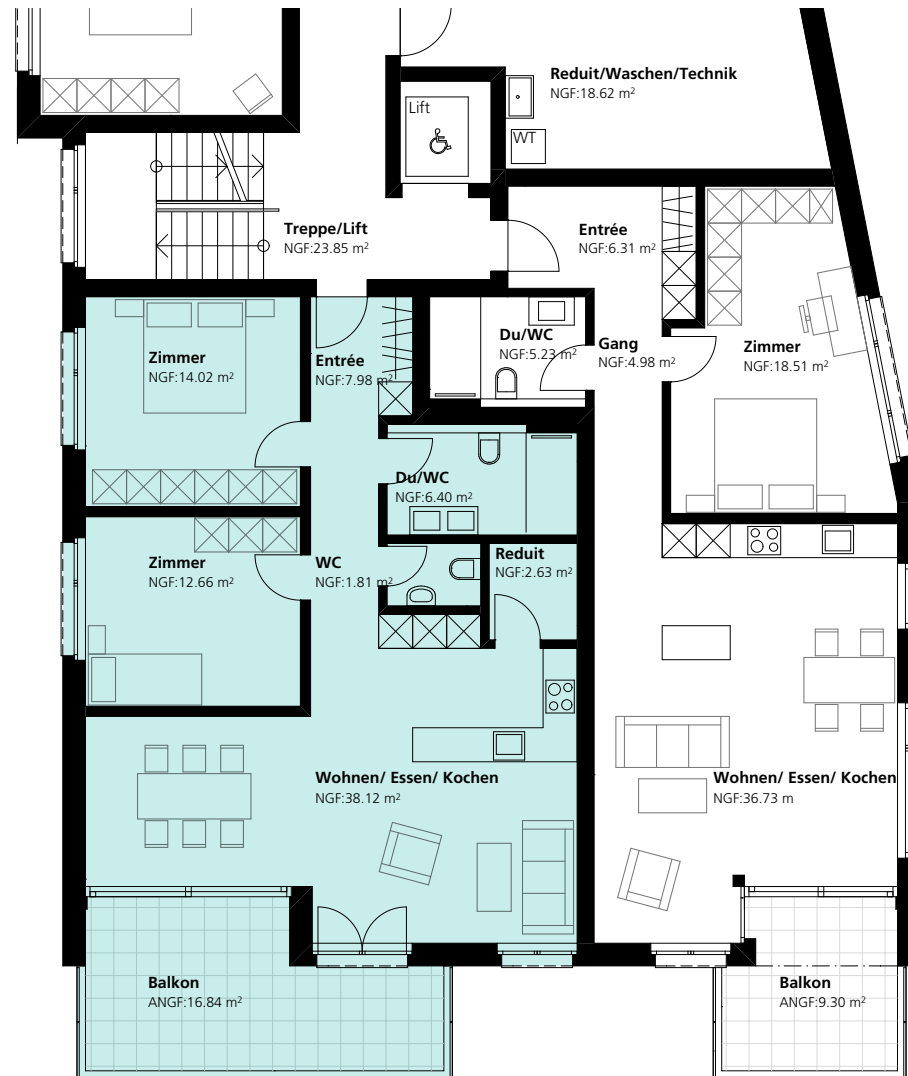 Reduit/Waschen/Technik
NGF:18.62 m²
Lift
WT
Treppe/Lift
NGF:23.85 m²
Entrée
NGF:6.31 m²
Du/WC
NGF:5.23 m²
Gang
NGF:4.98 m²
Zimmer
NGF:18.51 m²
Zimmer
NGF:14.02 m²
Entrée
NGF:7.98 m²
Du/WC
NGF:6.40 m²
Zimmer
NGF:12.66 m²
WC
NGF:1.81 m²
Reduit
NGF:2.63 m²
Wohnen/ Essen/ Kochen
NGF:38.12 m²
Wohnen/ Essen/ Kochen
NGF:36.73 m
Balkon
ANGF:16.84 m²
Balkon
ANGF:9.30 m²